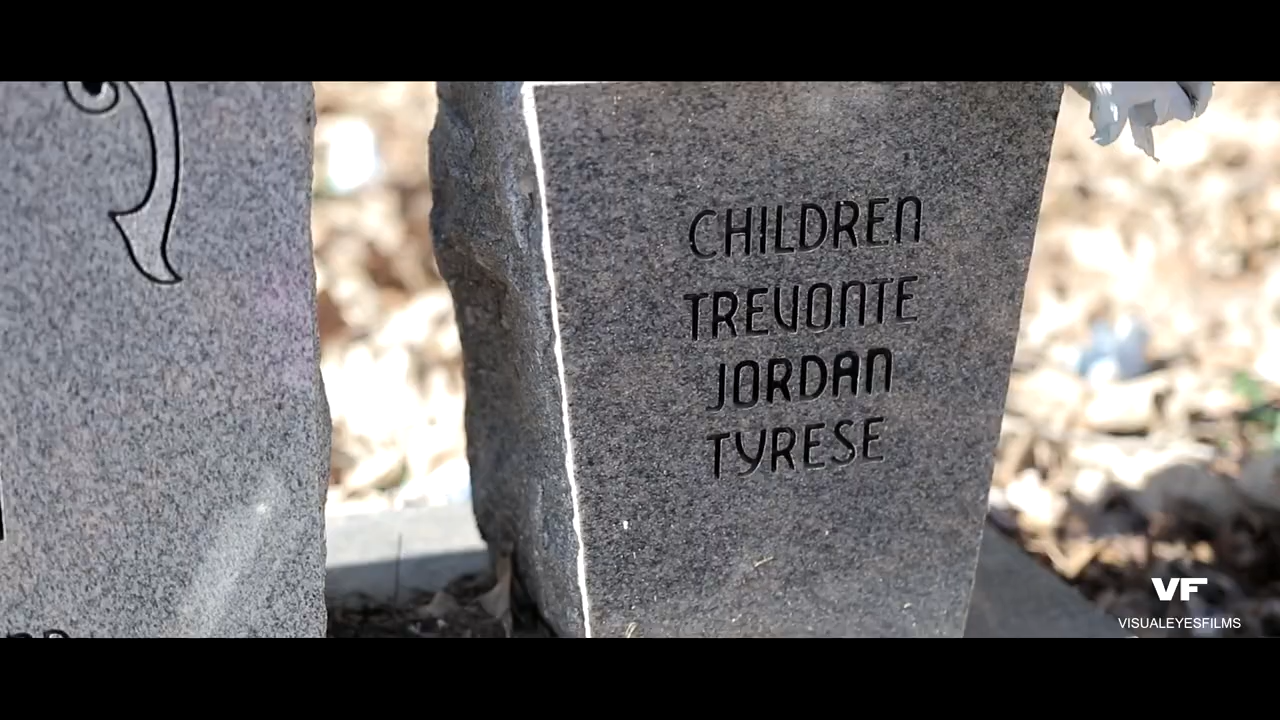 CHILDREN
TREVONTE
JORDAN
TYRESE
VF
VISUALEYESFILMS